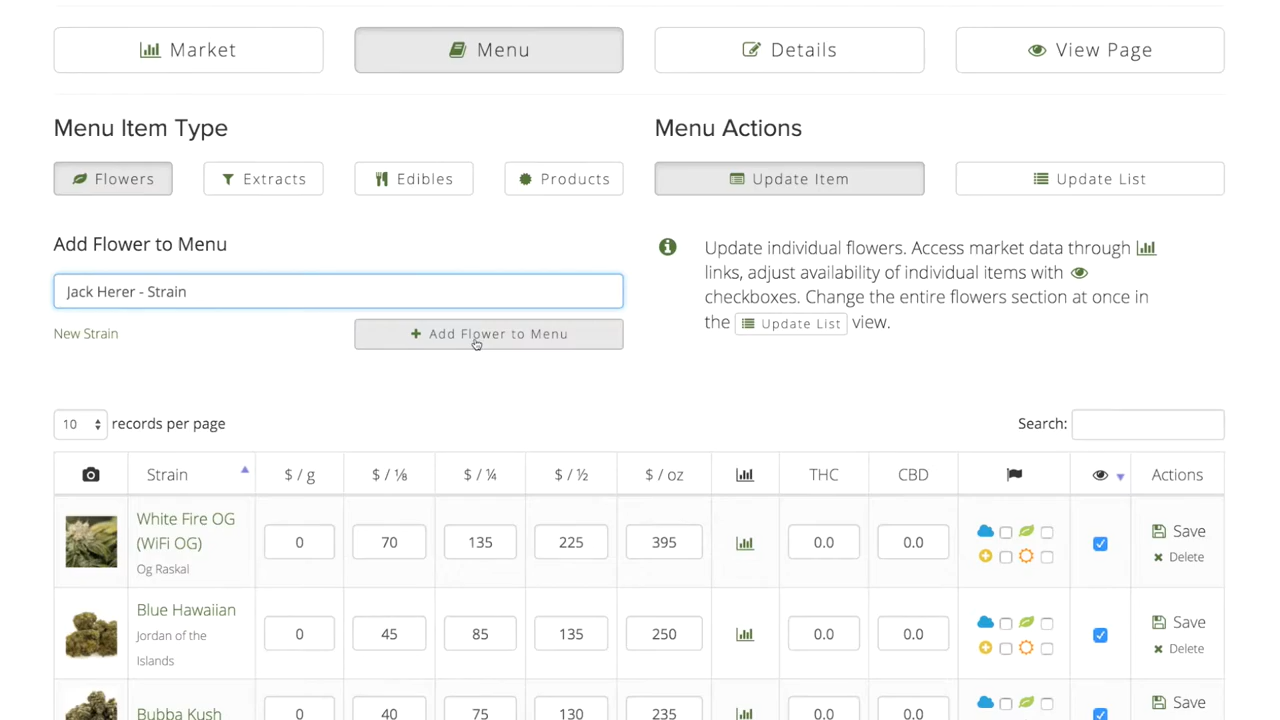 Market
Menu
Details
View Page
Menu Item Type
Menu Actions
Flowers
Extracts
Edibles
Products
Update Item
Update List
Add Flower to Menu
Jack Herer - Strain
New Strain
Add Flower to Menu
Update individual flowers. Access market data through
links, adjust availability of individual items with
checkboxes. Change the entire flowers section at once in
the Update List view.
10 records per page
Search:
Strain $ / g $ / ⅛ $ / ¼ $ / ½ $ / oz THC CBD Actions
White Fire OG
(WiFi OG)
Og Raskal
0 70 135 225 395 0.0 0.0
Save
Delete
Blue Hawaiian
Jordan of the
Islands
0 45 85 135 250 0.0 0.0
Save
Delete
Bubba Kush
0 40 75 130 235 0.0 0.0
Save